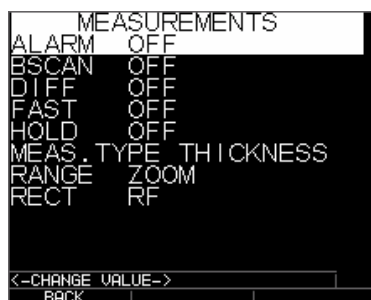 MEASUREMENTS
ALARM OFF
BSCAN OFF
DIFF OFF
FAST OFF
HOLD OFF
MEAS.TYPE THICKNESS
RANGE ZOOM
RECT RF
<-CHANGE VALUE->
BACK